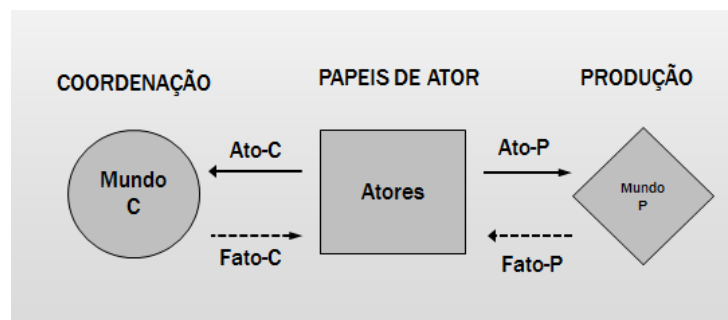 COORDENAÇÃO
PAPEIS DE ATOR
PRODUÇÃO
Ato-C
Ato-P
Mundo
C
Atores
Mundo
P
Fato-C
Fato-P